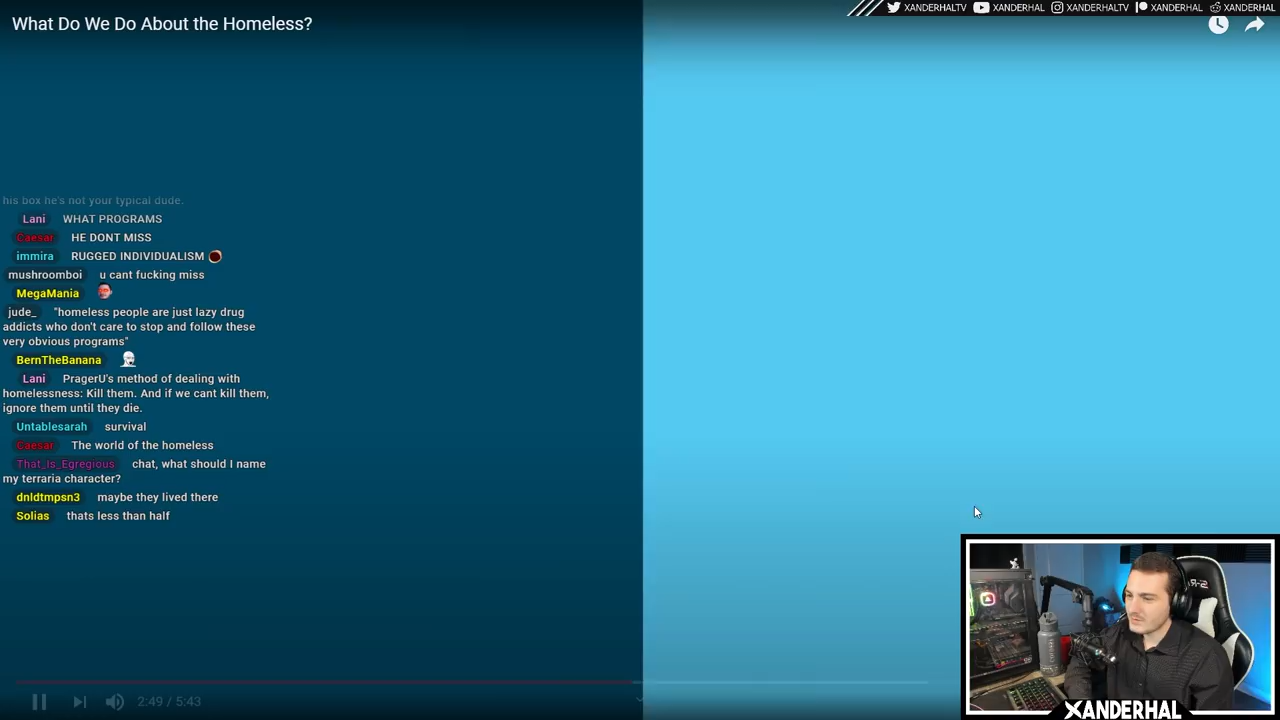 What Do We Do About the Homeless?
XANDERHALTV XANDERHAL XANDERHALTV XANDERHAL XANDERHAL
his box he's not your typical dude.
Lani WHAT PROGRAMS
Caesar HE DONT MISS
immira RUGGED INDIVIDUALISM
mushroomboi u cant fucking miss
MegaMania
jude_ "homeless people are just lazy drug
addicts who don't care to stop and follow these
very obvious programs"
BernTheBanana
Lani PragerU's method of dealing with
homelessness: Kill them. And if we cant kill them,
ignore them until they die.
Untablesarah survival
Caesar The world of the homeless
That_Is_Egregious chat, what should I name
my terraria character?
dnldtmpsn3 maybe they lived there
Solias thats less than half
2:49 / 5:43
XANDERHAL